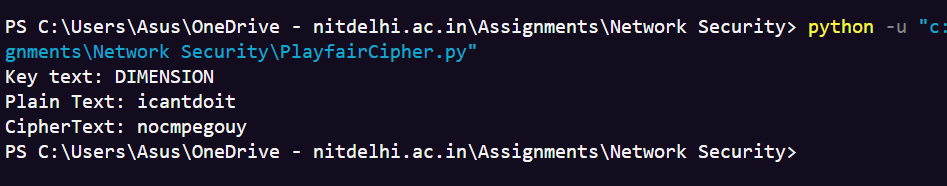 PS C:\Users\Asus\OneDrive - nitdelhi.ac.in\Assignments\Network Security> python -u "c:
gnments\Network Security\PlayfairCipher.py"
Key text: DIMENSION
Plain Text: icantdoit
CipherText: nocmpegouy
PS C:\Users\Asus\OneDrive - nitdelhi.ac.in\Assignments\Network Security>